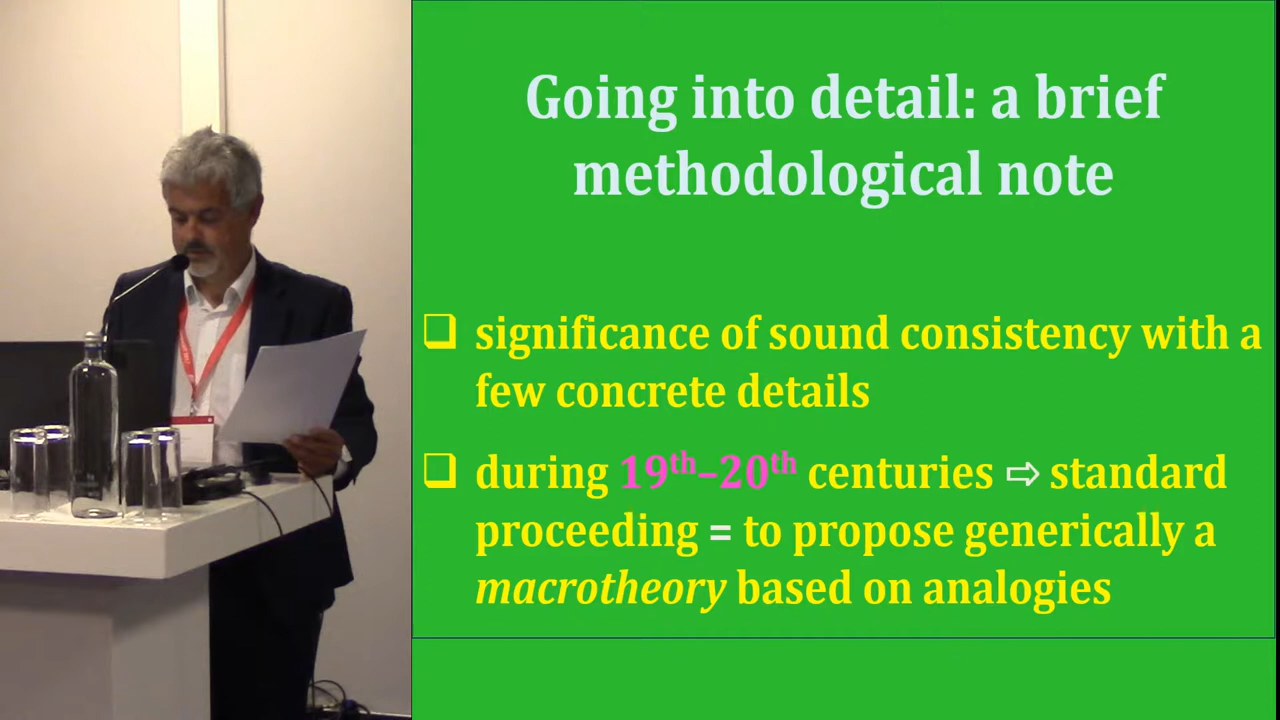 Going into detail: a brief
methodological note
❑ significance of sound consistency with a
few concrete details
❑ during 19th–20th centuries ⇨ standard
proceeding = to propose generically a
macrotheory based on analogies